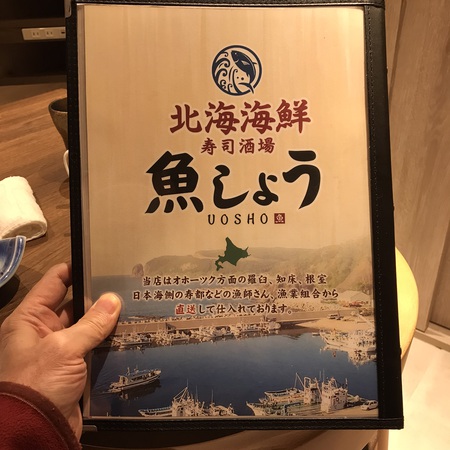 北海海鮮
寿司酒場
魚しょう
UOSHO 魚
当店はオホーツク方面の羅臼、知床、根室
日本海側の寿都などの漁師さん、漁業組合から
直送して仕入れております。